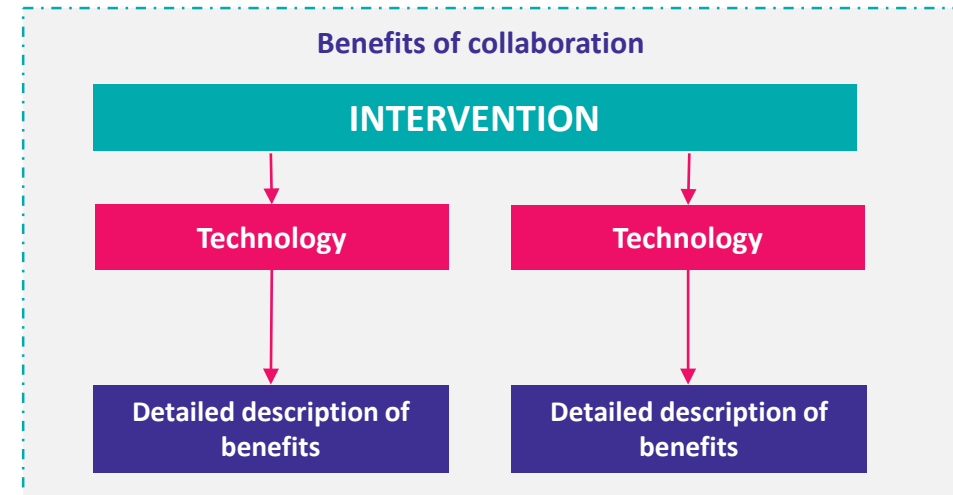 Benefits of collaboration
INTERVENTION
Technology
Technology
Detailed description of
benefits
Detailed description of
benefits